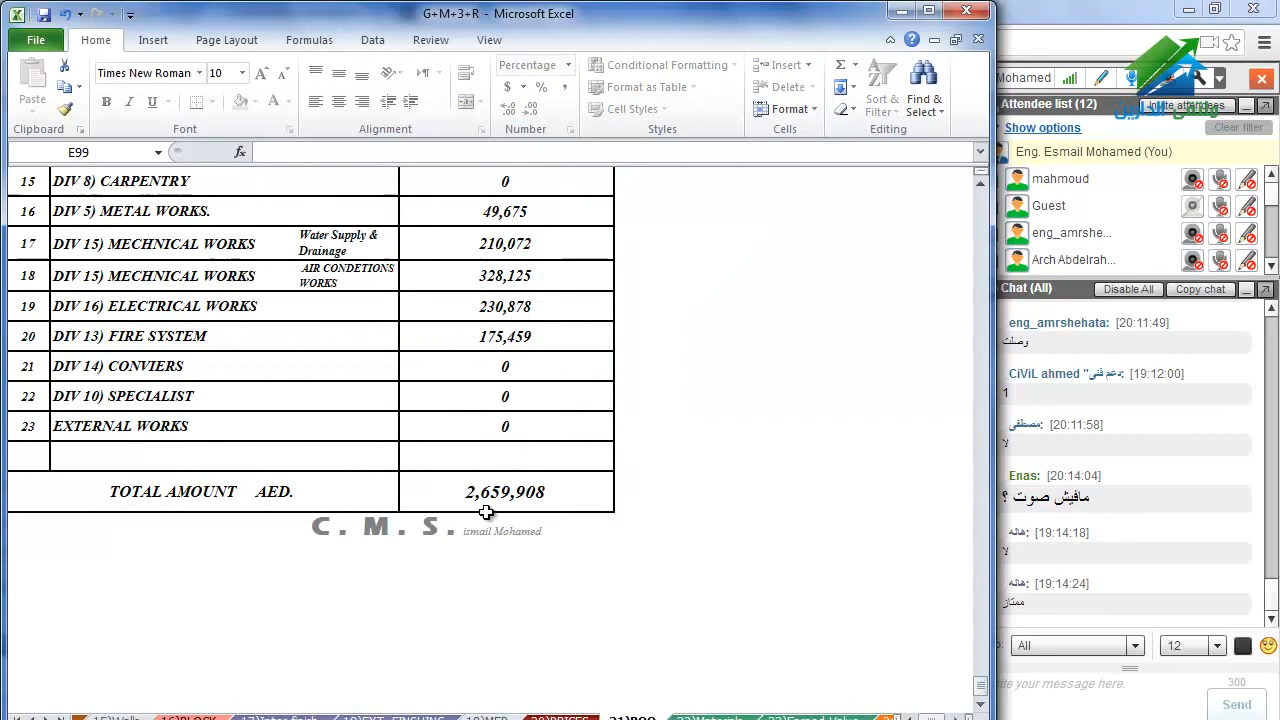 G+M+3+R - Microsoft Excel
File Home Insert Page Layout Formulas Data Review View
Paste
Times New Roman 10
B I U
Percentage
$ % ,
Conditional Formatting
Format as Table
Cell Styles
Insert
Delete
Format
Σ
Sort & Filter
Find & Select
Clipboard Font Alignment Number Styles Cells Editing
E99 fx
15 DIV 8) CARPENTRY 0
16 DIV 5) METAL WORKS. 49,675
17 DIV 15) MECHNICAL WORKS Water Supply & Drainage 210,072
18 DIV 15) MECHNICAL WORKS AIR CONDETIONS WORKS 328,125
19 DIV 16) ELECTRICAL WORKS 230,878
20 DIV 13) FIRE SYSTEM 175,459
21 DIV 14) CONVIERS 0
22 DIV 10) SPECIALIST 0
23 EXTERNAL WORKS 0
TOTAL AMOUNT AED. 2,659,908
C . M . S . ismail Mohamed
Mohamed
Attendee list (12)
Show options Clear filter
Eng. Esmail Mohamed (You)
mahmoud
Guest
eng_amrshe...
Arch Abdelrah...
Chat (All) Disable All Copy chat
eng_amrshehata: [20:11:49]
وصلت
CiViL ahmed "دعم فنى: [19:12:00]
1
مصطفى: [20:11:58]
لا
Enas: [20:14:04]
مافيش صوت ؟
هاله: [19:14:18]
لا
هاله: [19:14:24]
ممتاز
All 12
write your message here. 300
Send